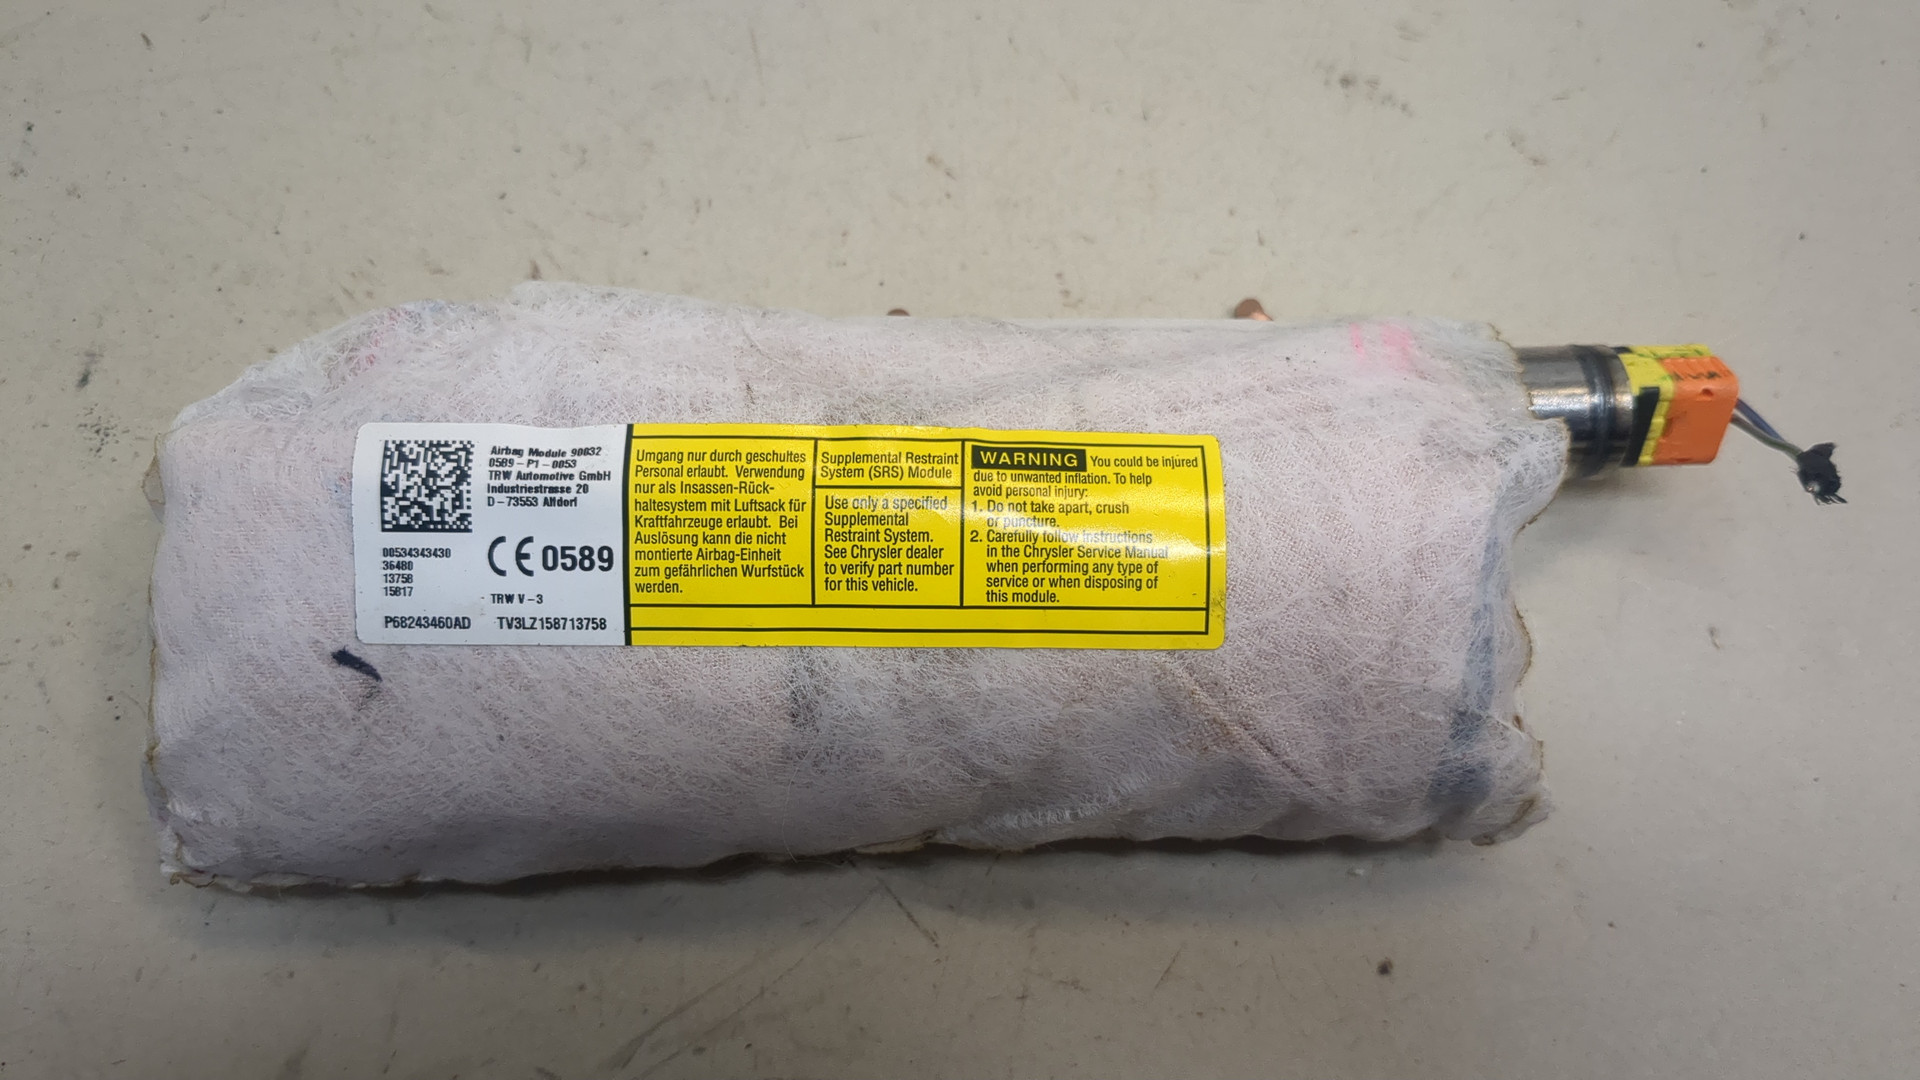 Airbag Module 90032
0589-P1-0053
TRW Automotive GmbH
Industriestrasse 20
D-73553 Alfdorf
00534343430
36480
13758
15817
CE 0589
TRW V-3
P68243460AD
TV3LZ158713758
Umgang nur durch geschultes
Personal erlaubt. Verwendung
nur als Insassen-Rück-
haltesystem mit Luftsack für
Kraftfahrzeuge erlaubt. Bei
Auslösung kann die nicht
montierte Airbag-Einheit
zum gefährlichen Wurfstück
werden.
Supplemental Restraint
System (SRS) Module
Use only a specified
Supplemental
Restraint System.
See Chrysler dealer
to verify part number
for this vehicle.
WARNING You could be injured
due to unwanted inflation. To help
avoid personal injury:
1. Do not take apart, crush
or puncture.
2. Carefully follow instructions
in the Chrysler Service Manual
when performing any type of
service or when disposing of
this module.